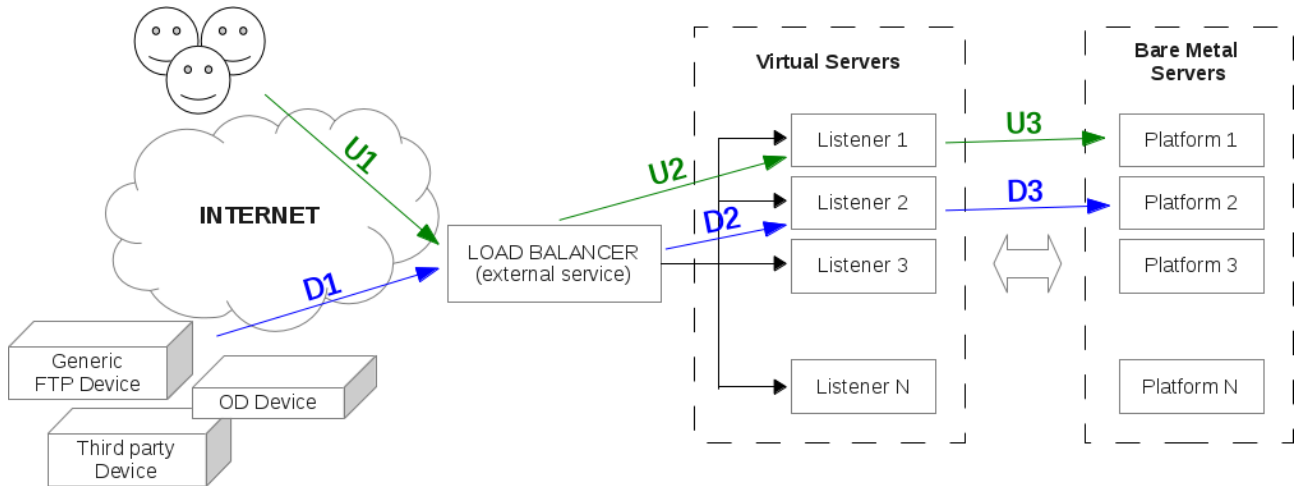 Virtual Servers
Bare Metal
Servers
U1
INTERNET
D1
LOAD BALANCER
(external service)
U2
D2
Listener 1
Listener 2
Listener 3
Listener N
U3
D3
Platform 1
Platform 2
Platform 3
Platform N
Generic
FTP Device
OD Device
Third party
Device